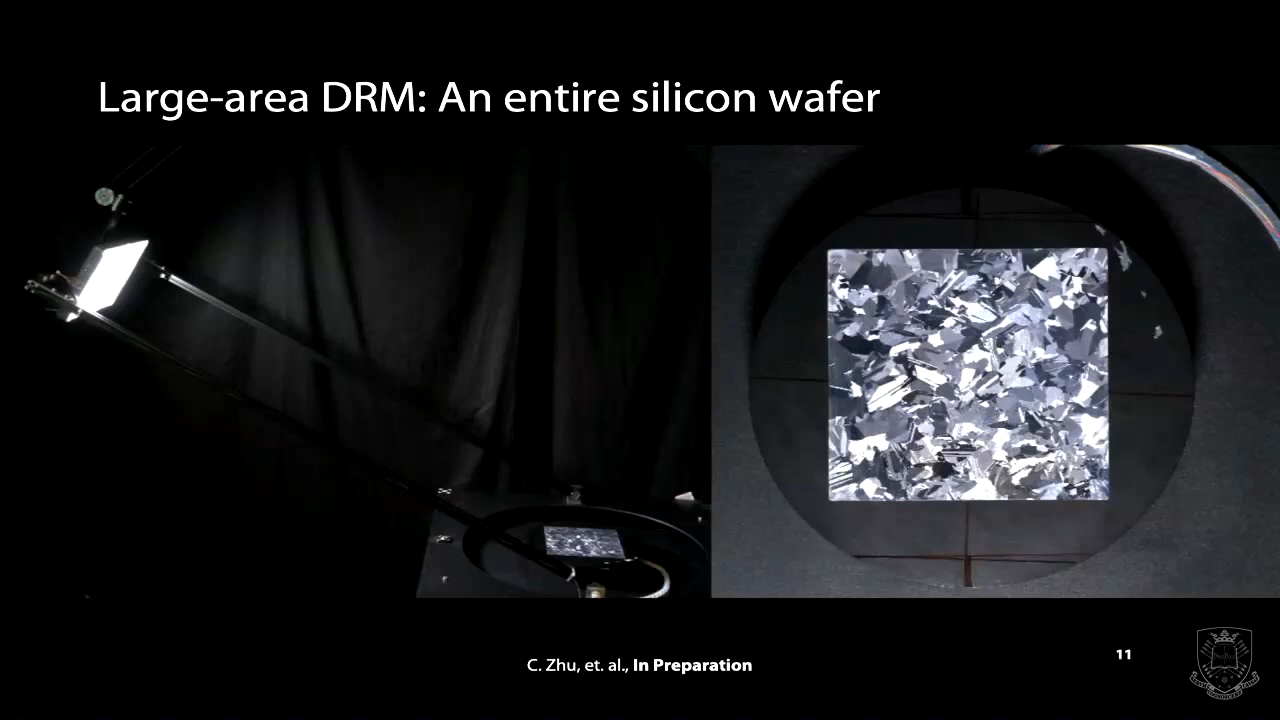 Large-area DRM: An entire silicon wafer
C. Zhu, et. al., In Preparation
11